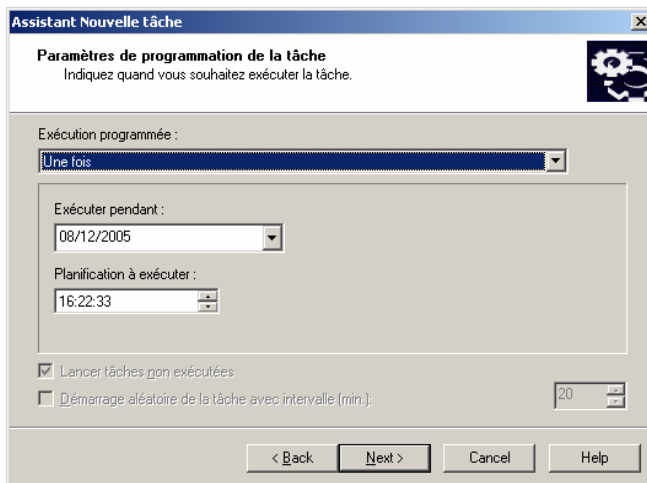 Assistant Nouvelle tâche
Paramètres de programmation de la tâche
Indiquez quand vous souhaitez exécuter la tâche.
Exécution programmée :
Une fois
Exécuter pendant :
08/12/2005
Planification à exécuter :
16:22:33
Lancer tâches non exécutées
Démarrage aléatoire de la tâche avec intervalle (min.):
20
< Back
Next >
Cancel
Help